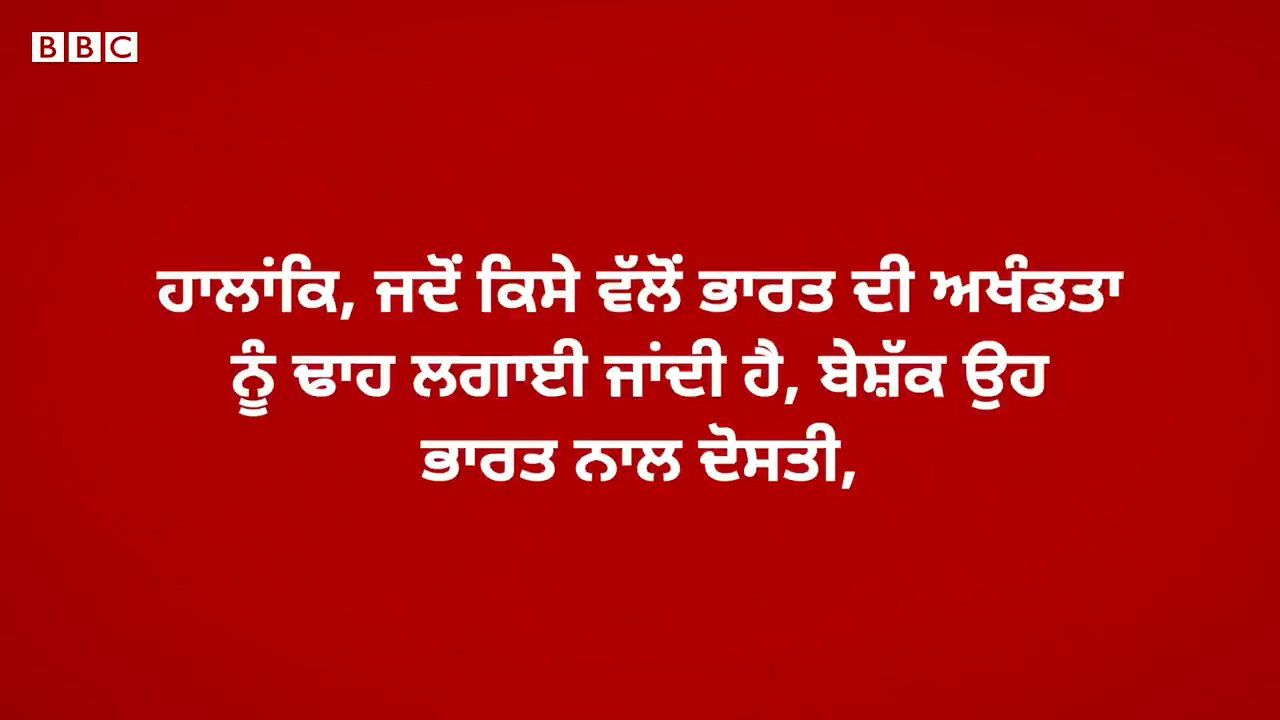 BBC
ਹਾਲਾਂਕਿ, ਜਦੋਂ ਕਿਸੇ ਵੱਲੋਂ ਭਾਰਤ ਦੀ ਅਖੰਡਤਾ
ਨੂੰ ਢਾਹ ਲਗਾਈ ਜਾਂਦੀ ਹੈ, ਬੇਸ਼ੱਕ ਉਹ
ਭਾਰਤ ਨਾਲ ਦੋਸਤੀ,